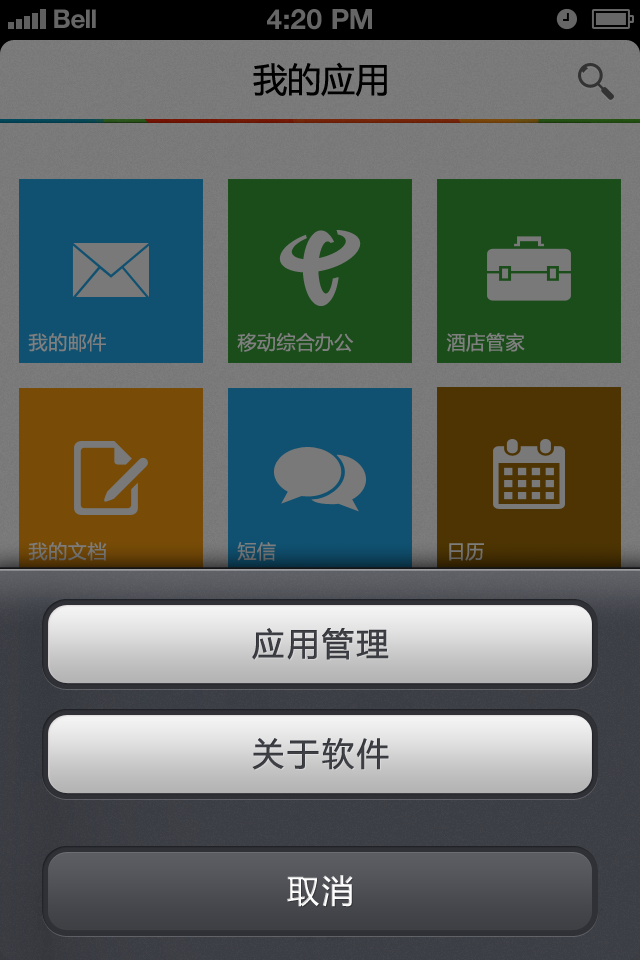 Bell 4:20 PM
我的应用
我的邮件 移动综合办公 酒店管家
我的文档 短信 日历
应用管理
关于软件
取消